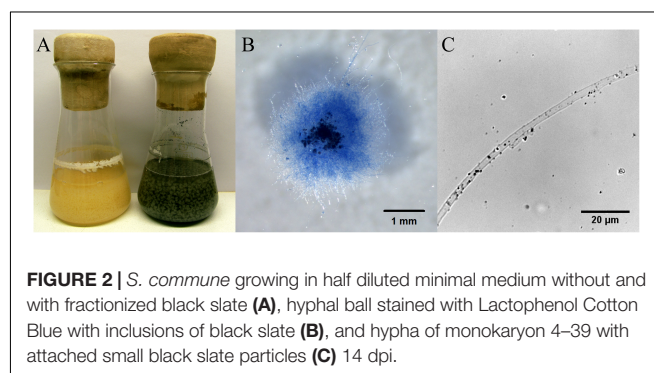 A
B
C
1 mm
20 µm
FIGURE 2 | S. commune growing in half diluted minimal medium without and
with fractionized black slate (A), hyphal ball stained with Lactophenol Cotton
Blue with inclusions of black slate (B), and hypha of monokaryon 4–39 with
attached small black slate particles (C) 14 dpi.